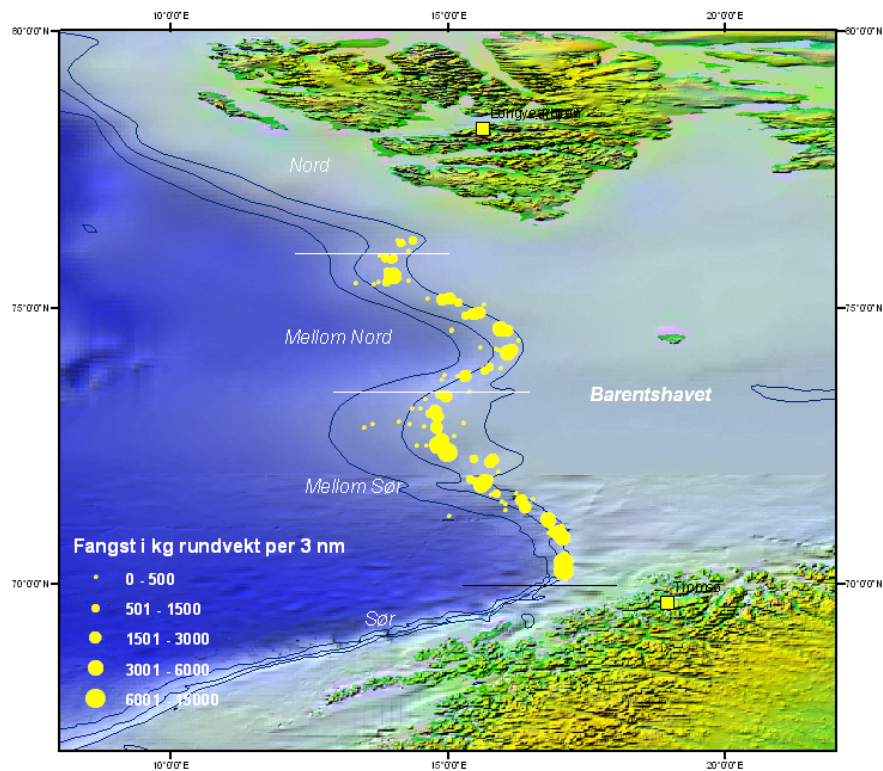 10°0'0"E 15°0'0"E 20°0'0"E
80°0'0"N 80°0'0"N
Longyearbyen
Nord
75°0'0"N 75°0'0"N
Mellom Nord
Barentshavet
Mellom Sør
Fangst i kg rundvekt per 3 nm
0 - 500
501 - 1500
1501 - 3000
3001 - 6000
6001 - 15000
70°0'0"N 70°0'0"N
Tromsø
Sør
10°0'0"E 15°0'0"E 20°0'0"E